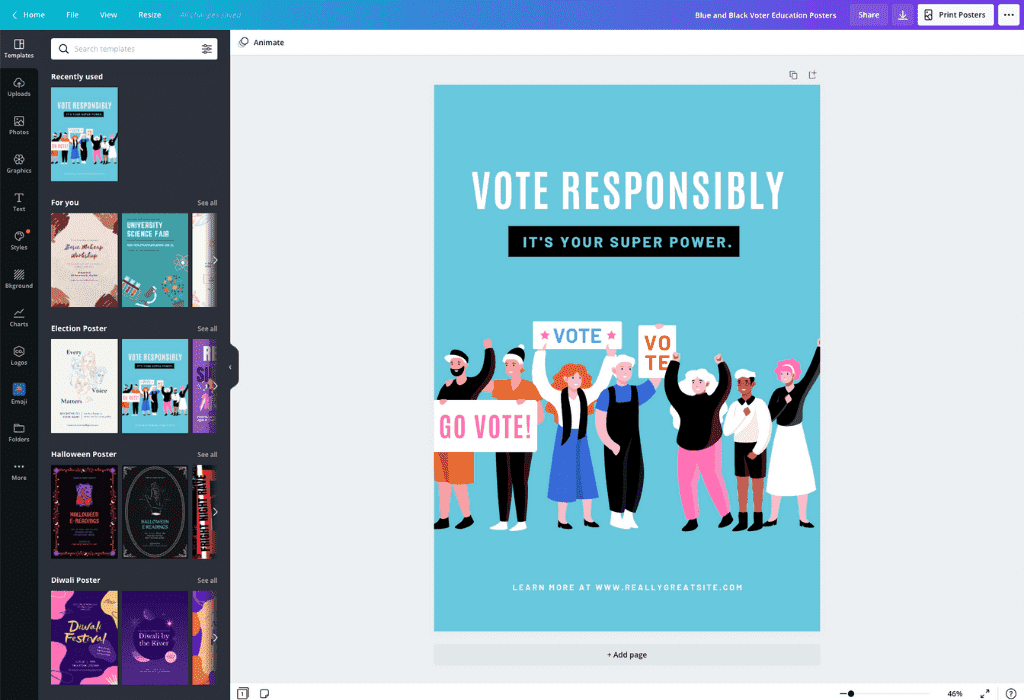 Home
File
View
Resize
All changes saved
Blue and Black Voter Education Posters
Share
Print Posters
Templates
Uploads
Photos
Graphics
Text
Styles
Bkground
Charts
Logos
Emoji
Folders
More
Search templates
Recently used
VOTE RESPONSIBLY
For you
See all
Basic Makeup
Workshop
UNIVERSITY
SCIENCE FAIR
Election Poster
See all
Every
Voice
Matters
VOTE RESPONSIBLY
Halloween Poster
See all
HALLOWEEN
E-READINGS
HALLOWEEN
E-READINGS
FRIGHT NIGHT RAVE
Diwali Poster
See all
Diwali
Festival
Diwali by
the River
Animate
VOTE RESPONSIBLY
IT'S YOUR SUPER POWER.
VOTE
VO
TE
GO VOTE!
LEARN MORE AT WWW.REALLYGREATSITE.COM
+ Add page
1
46%
?